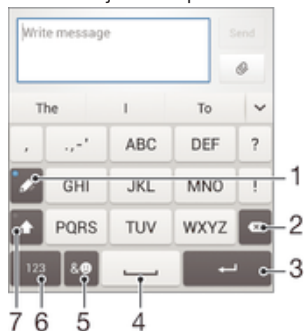 Write message
Send
The I To
, .,-' ABC DEF ?
GHI JKL MNO !
1
PQRS TUV WXYZ
2
123 &
3
7 6 5 4